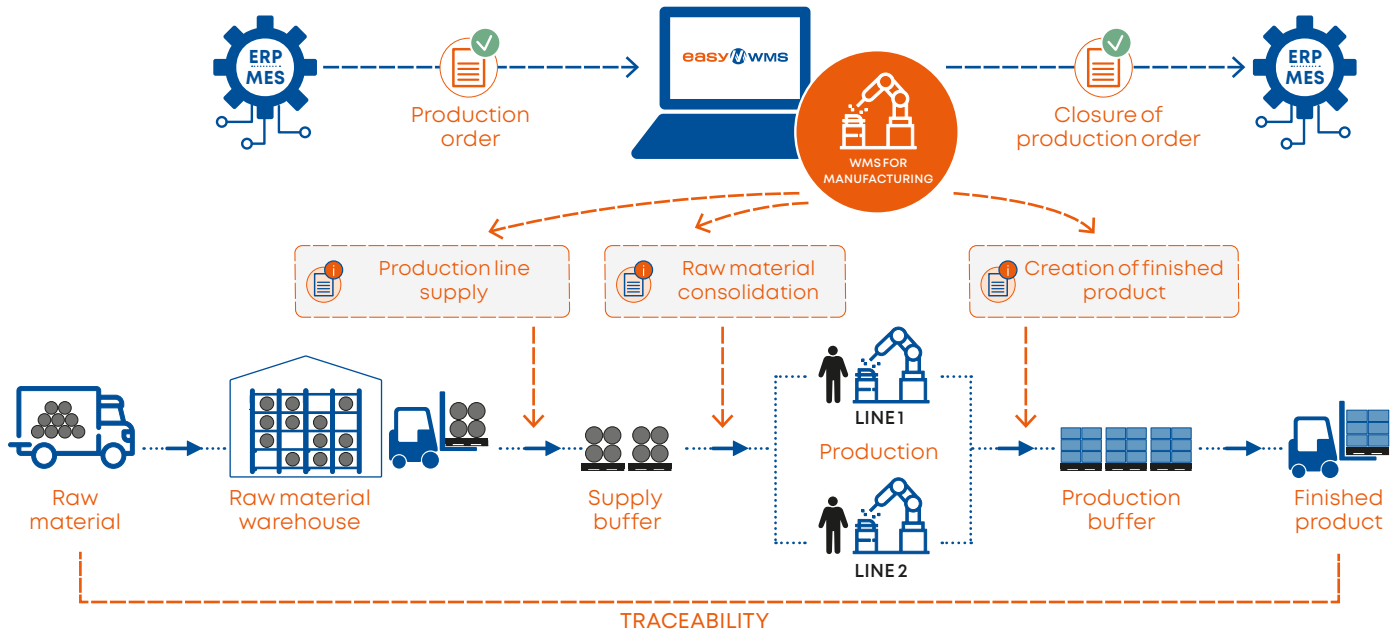 ERP
MES
Production
order
easy WMS
WMS FOR
MANUFACTURING
Closure of
production order
ERP
MES
i
Production line
supply
i
Raw material
consolidation
i
Creation of finished
product
LINE 1
Production
LINE 2
Raw
material
Raw material
warehouse
Supply
buffer
Production
buffer
Finished
product
TRACEABILITY